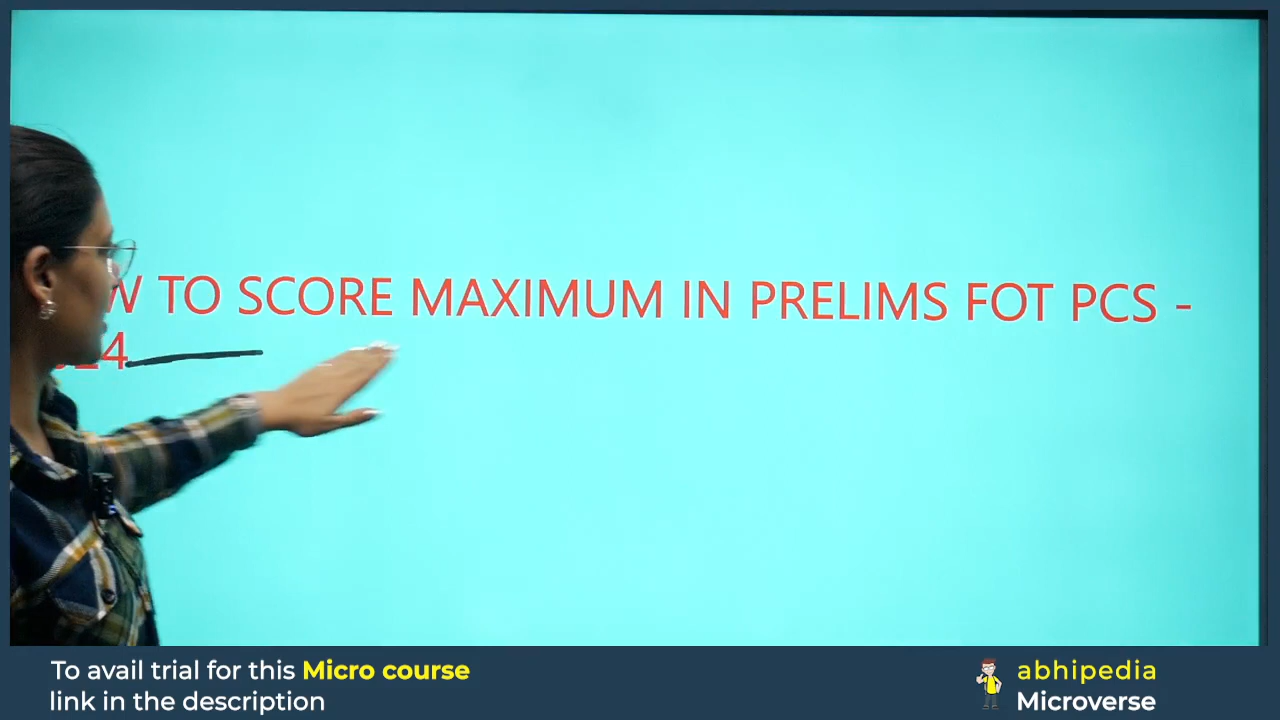 W TO SCORE MAXIMUM IN PRELIMS FOT PCS -
24
To avail trial for this Micro course
link in the description
abhipedia
Microverse